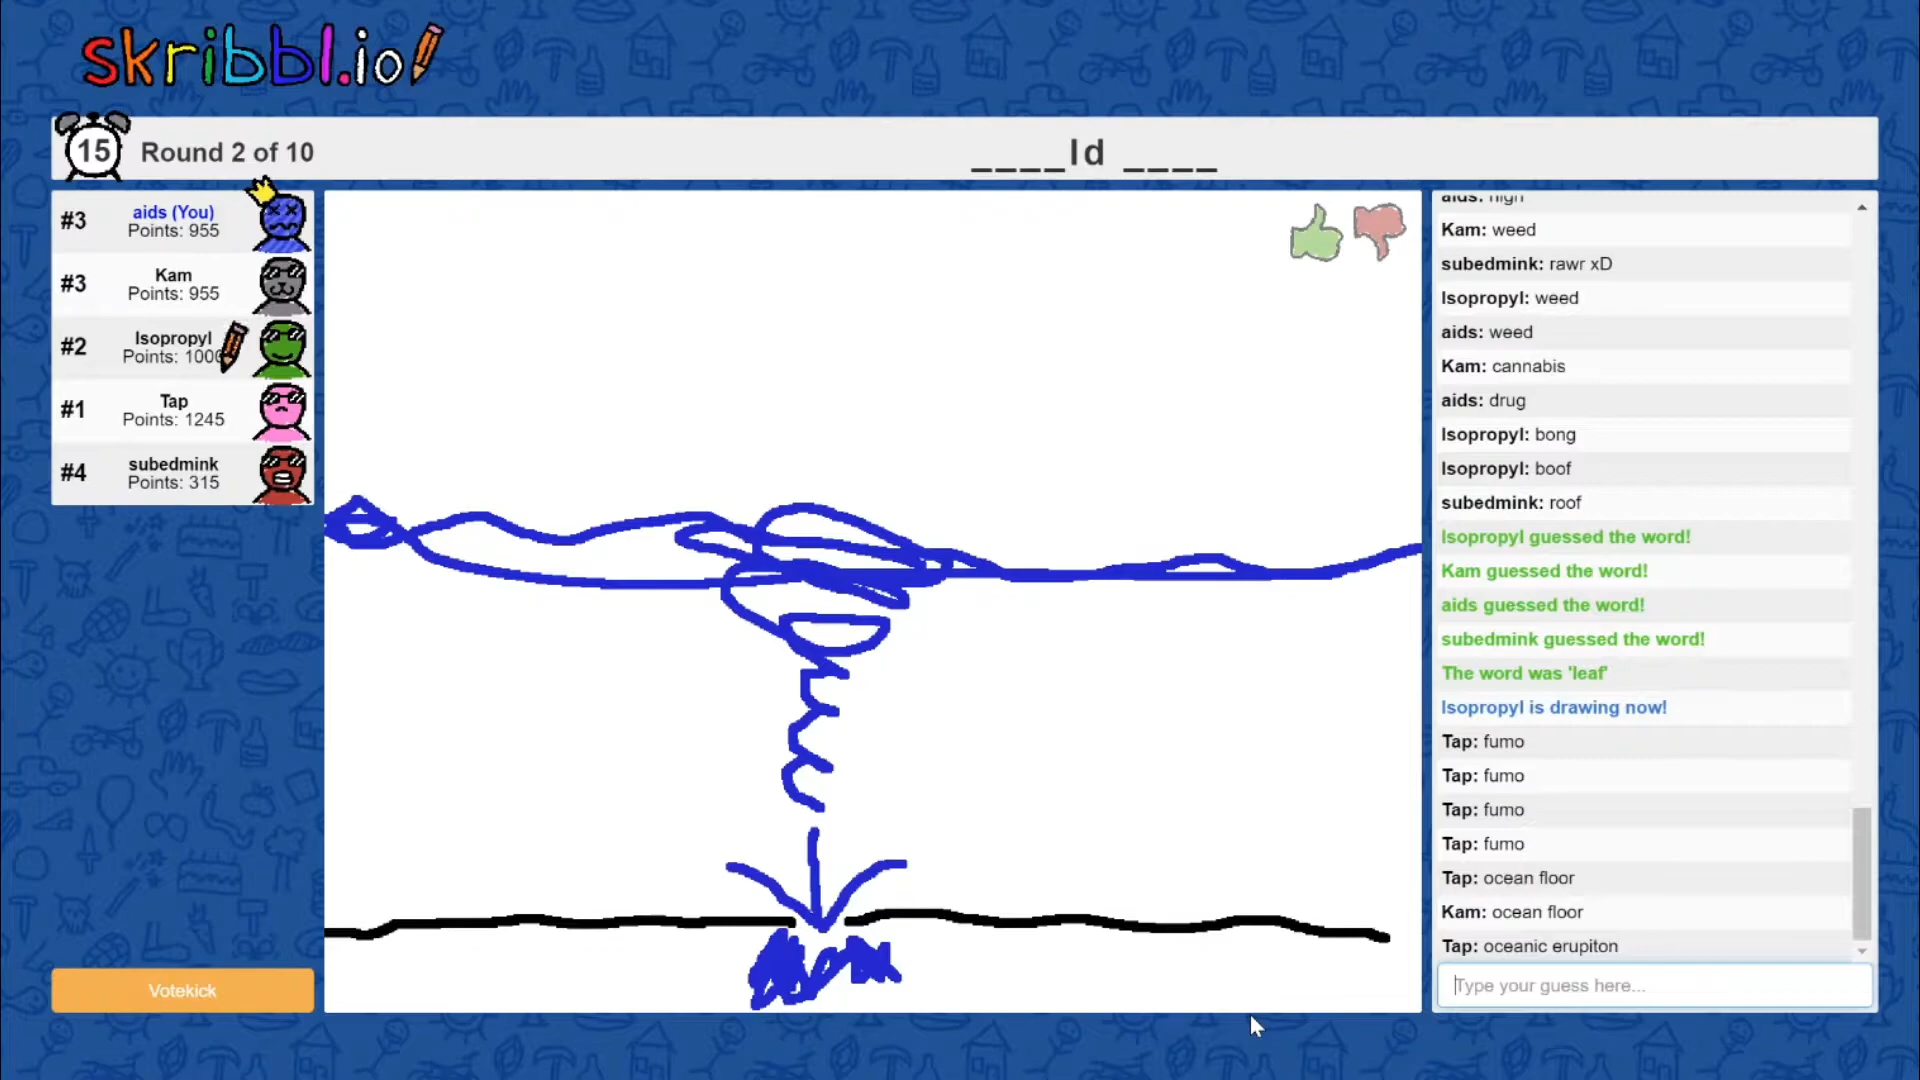 skribbl.io
15
Round 2 of 10
____ld ____
#3
aids (You)
Points: 955
#3
Kam
Points: 955
#2
Isopropyl
Points: 1000
#1
Tap
Points: 1245
#4
subedmink
Points: 315
Votekick
aids: high
Kam: weed
subedmink: rawr xD
Isopropyl: weed
aids: weed
Kam: cannabis
aids: drug
Isopropyl: bong
Isopropyl: boof
subedmink: roof
Isopropyl guessed the word!
Kam guessed the word!
aids guessed the word!
subedmink guessed the word!
The word was 'leaf'
Isopropyl is drawing now!
Tap: fumo
Tap: fumo
Tap: fumo
Tap: fumo
Tap: ocean floor
Kam: ocean floor
Tap: oceanic erupiton
Type your guess here...